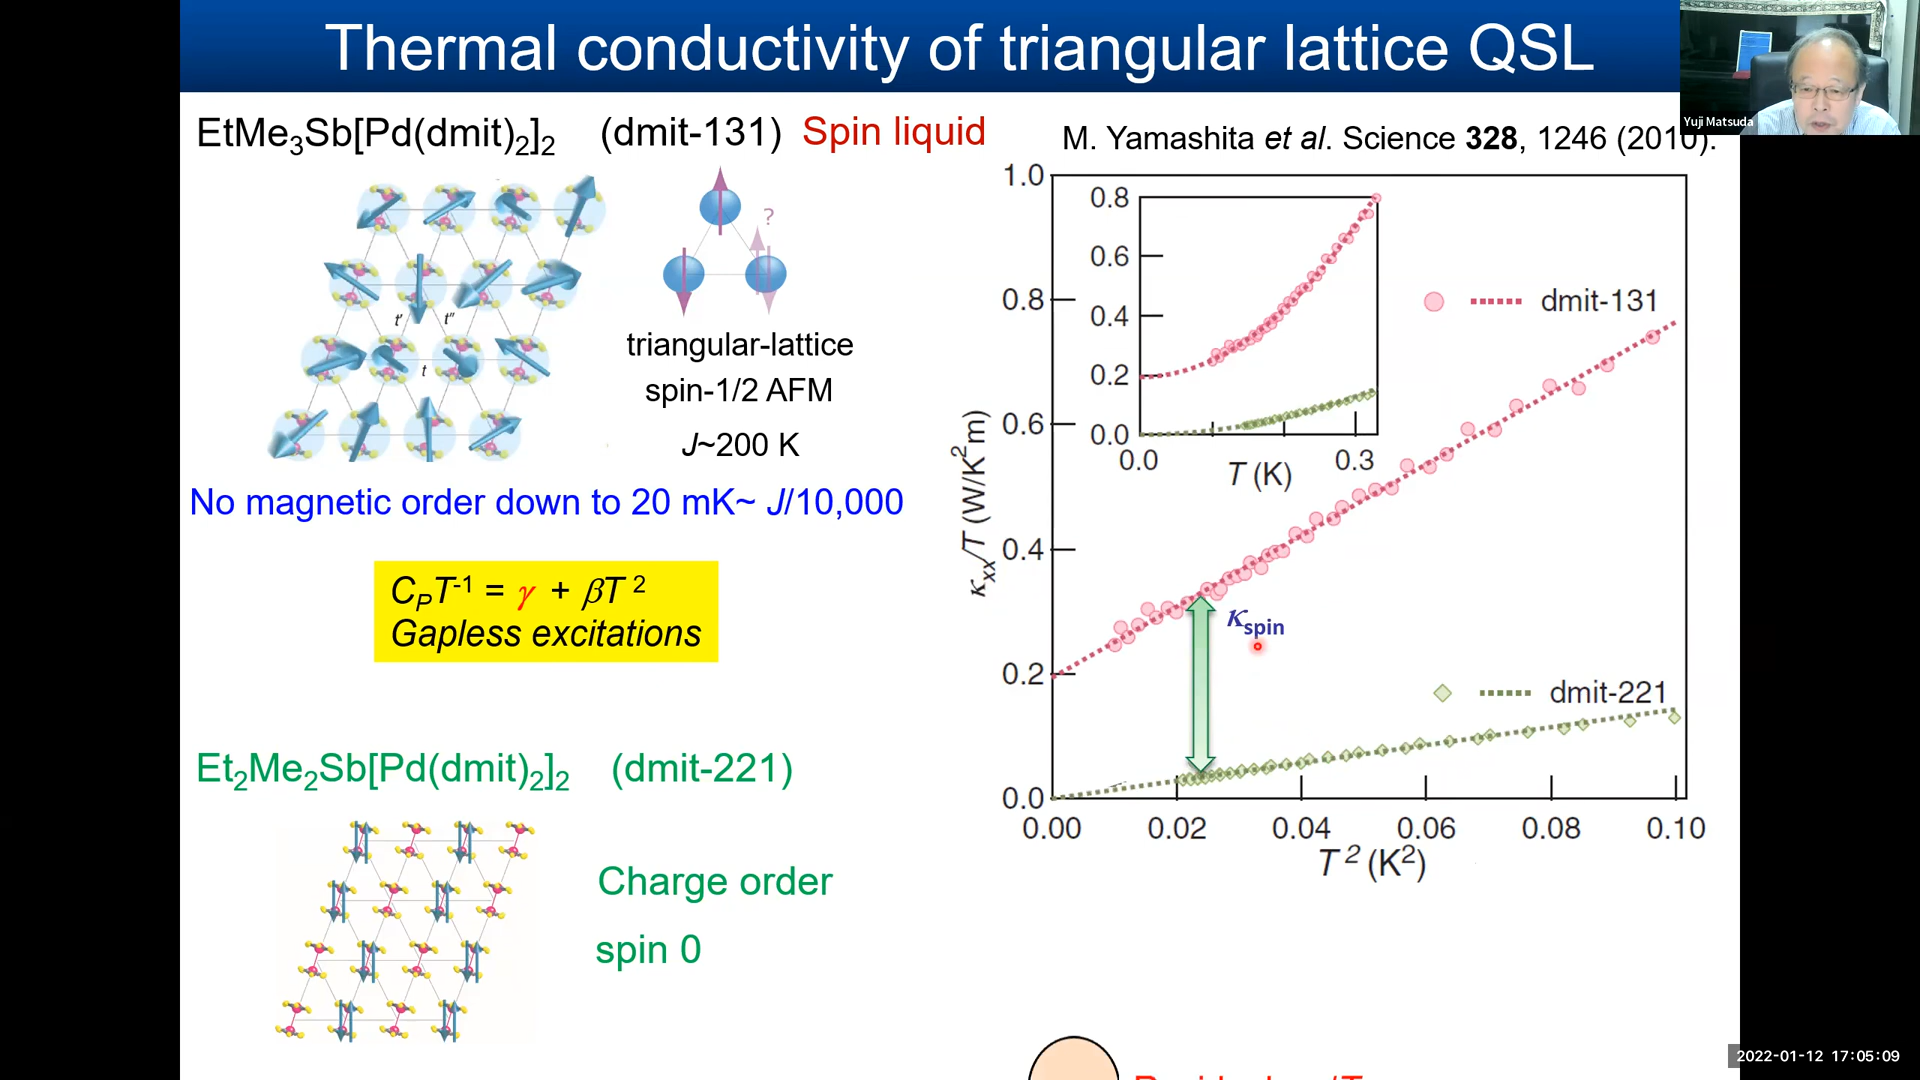 Thermal conductivity of triangular lattice QSL
Yuji Matsuda
EtMe₃Sb[Pd(dmit)₂]₂ (dmit-131) Spin liquid
M. Yamashita et al. Science 328, 1246 (2010).
t' t"
t
?
triangular-lattice
spin-1/2 AFM
J~200 K
No magnetic order down to 20 mK~ J/10,000
C_P T⁻¹ = γ + βT ²
Gapless excitations
Et₂Me₂Sb[Pd(dmit)₂]₂ (dmit-221)
Charge order
spin 0
1.0
0.8
0.6
0.4
0.2
0.0
κ_xx/T (W/K²m)
0.8
0.6
0.4
0.2
0.0
0.0 0.3
T (K)
dmit-131
κ_spin
dmit-221
0.00 0.02 0.04 0.06 0.08 0.10
T ² (K²)
2022-01-12 17:05:09